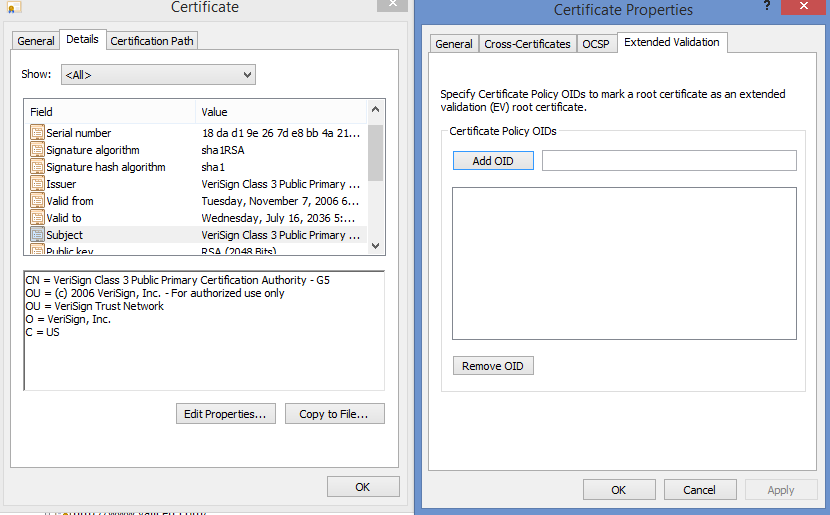 Certificate
General
Details
Certification Path
Show:
<All>
Field Value
Serial number 18 da d1 9e 26 7d e8 bb 4a 21...
Signature algorithm sha1RSA
Signature hash algorithm sha1
Issuer VeriSign Class 3 Public Primary ...
Valid from Tuesday, November 7, 2006 6...
Valid to Wednesday, July 16, 2036 5:...
Subject VeriSign Class 3 Public Primary ...
Public key RSA (2048 Bits)
CN = VeriSign Class 3 Public Primary Certification Authority - G5
OU = (c) 2006 VeriSign, Inc. - For authorized use only
OU = VeriSign Trust Network
O = VeriSign, Inc.
C = US
Edit Properties...
Copy to File...
OK
Certificate Properties
?
General
Cross-Certificates
OCSP
Extended Validation
Specify Certificate Policy OIDs to mark a root certificate as an extended
validation (EV) root certificate.
Certificate Policy OIDs
Add OID
Remove OID
OK
Cancel
Apply